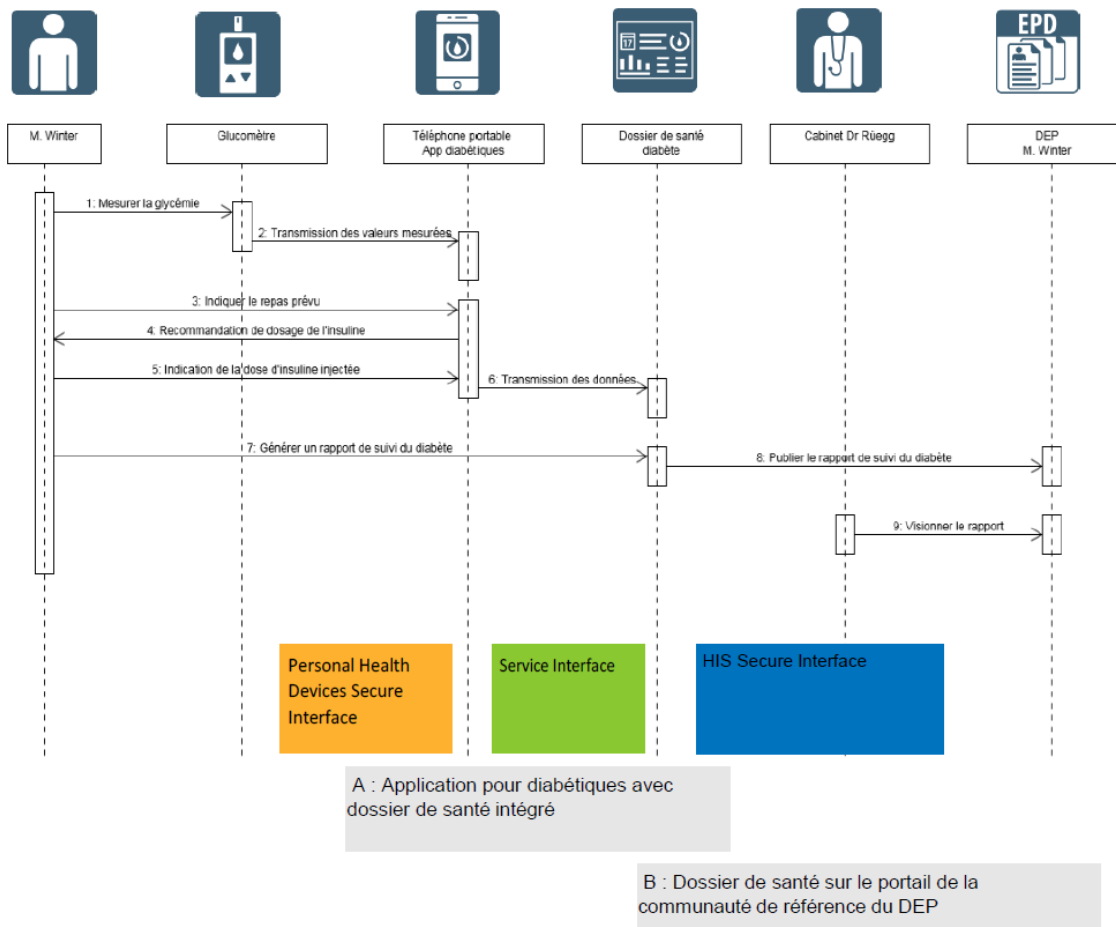 EPD
M. Winter
Glucomètre
Téléphone portable
App diabétiques
Dossier de santé
diabète
Cabinet Dr Rüegg
DEP
M. Winter
1: Mesurer la glycémie
2: Transmission des valeurs mesurées
3: Indiquer le repas prévu
4: Recommandation de dosage de l'insuline
5: Indication de la dose d'insuline injectée
6: Transmission des données
7: Générer un rapport de suivi du diabète
8: Publier le rapport de suivi du diabète
9: Visionner le rapport
Personal Health
Devices Secure
Interface
Service Interface
HIS Secure Interface
A : Application pour diabétiques avec
dossier de santé intégré
B : Dossier de santé sur le portail de la
communauté de référence du DEP
17